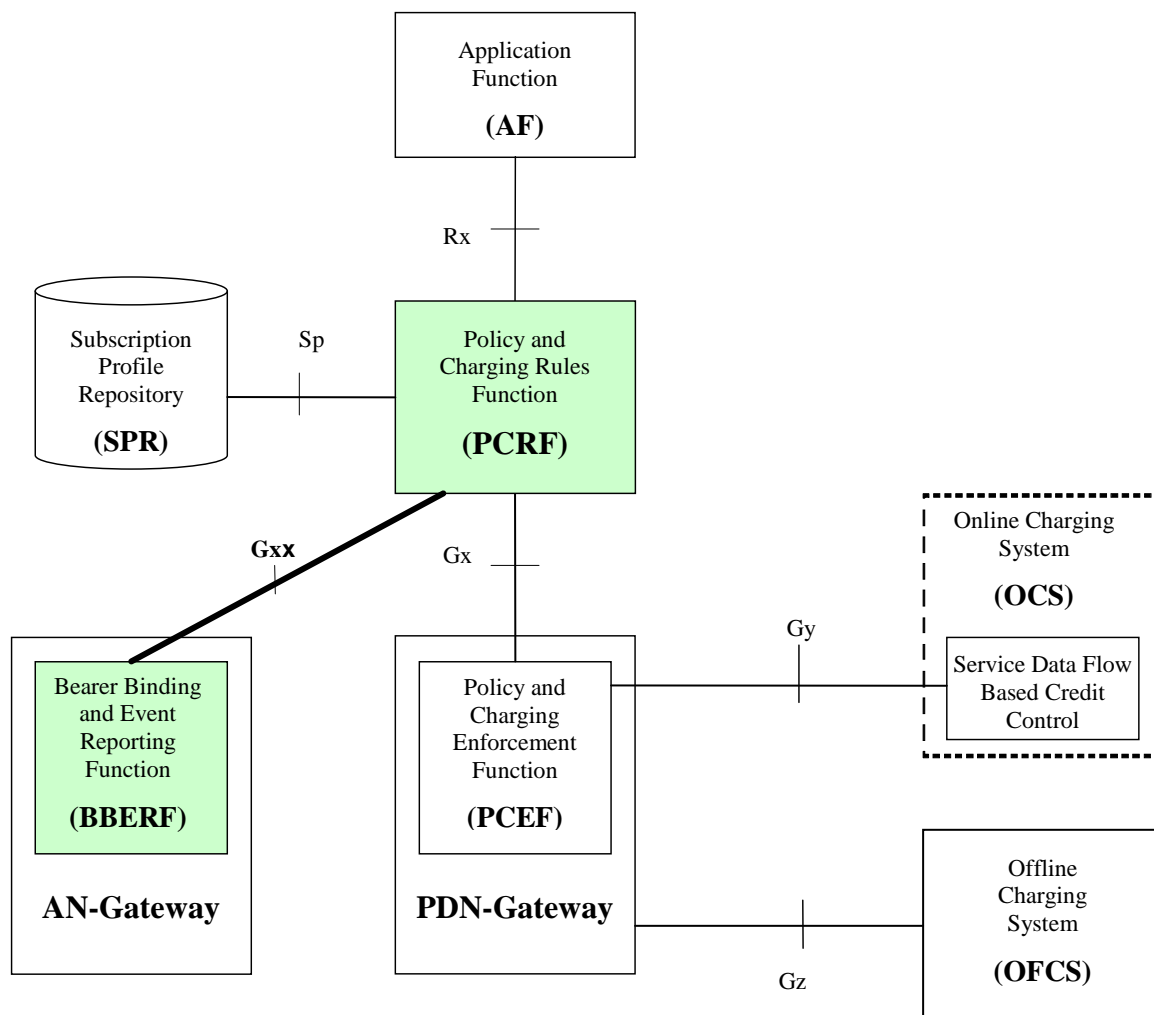 Application
Function
(AF)
Rx
Subscription
Profile
Repository
(SPR)
Sp
Policy and
Charging Rules
Function
(PCRF)
Gxx
Gx
Online Charging
System
(OCS)
Service Data Flow
Based Credit
Control
Gy
Bearer Binding
and Event
Reporting
Function
(BBERF)
AN-Gateway
Policy and
Charging
Enforcement
Function
(PCEF)
PDN-Gateway
Offline
Charging
System
(OFCS)
Gz